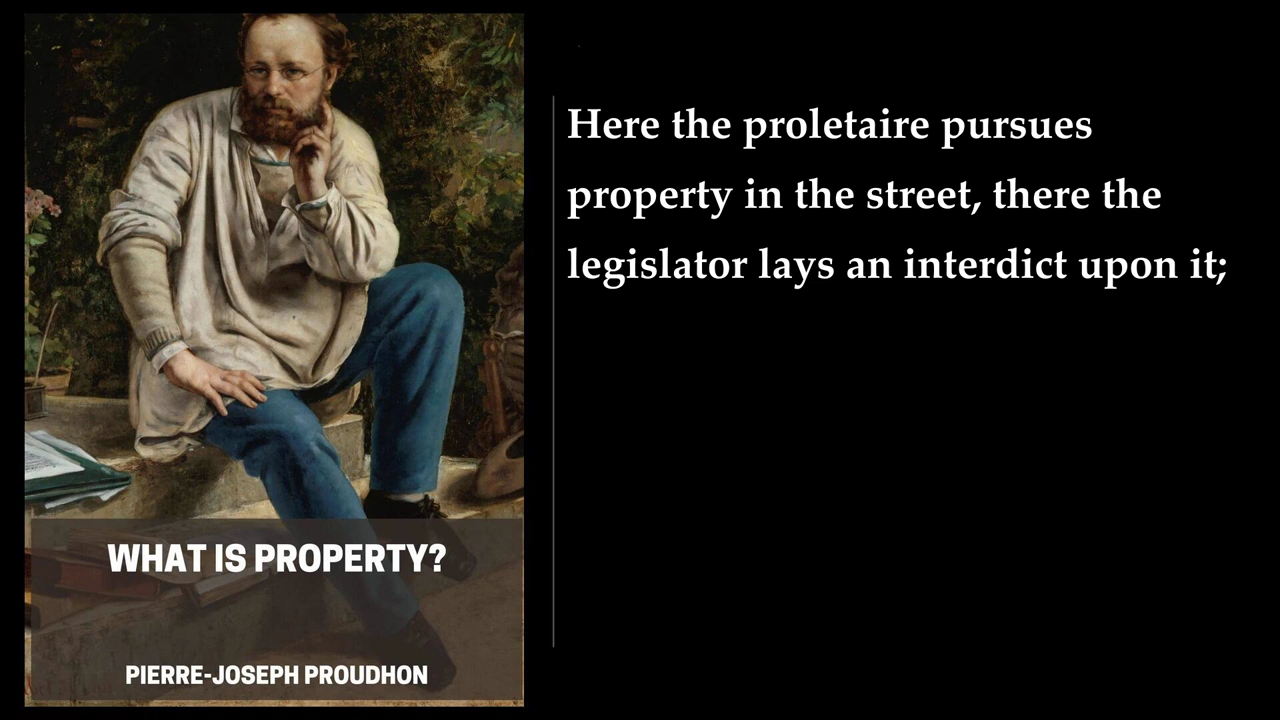 Here the proletaire pursues
property in the street, there the
legislator lays an interdict upon it;
WHAT IS PROPERTY?
PIERRE-JOSEPH PROUDHON